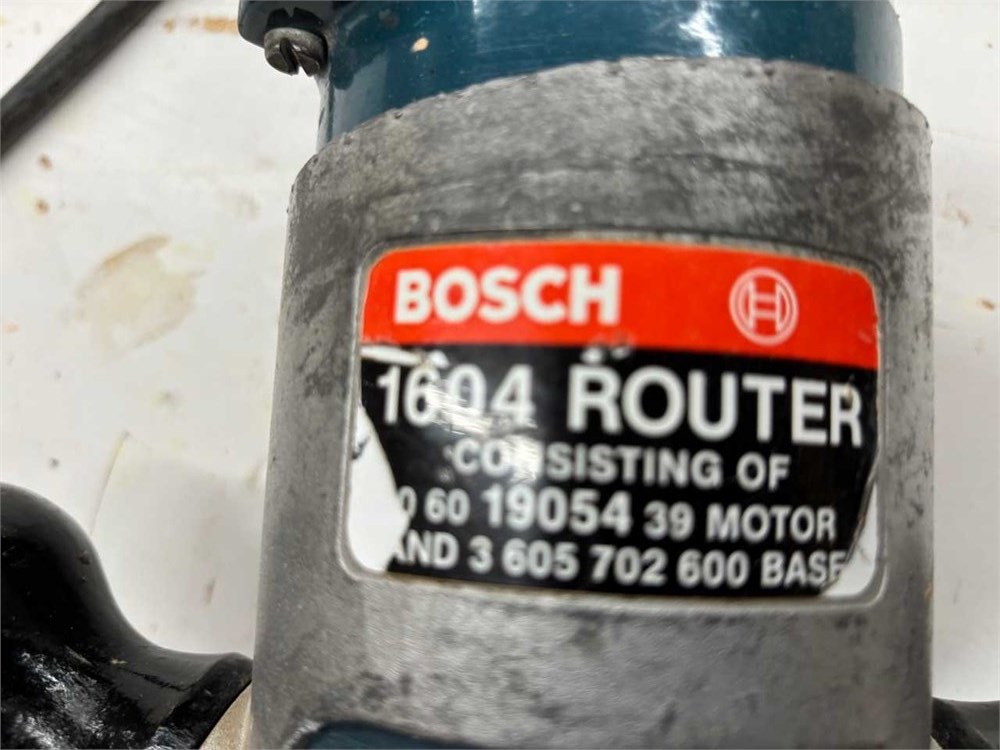 BOSCH
1604 ROUTER
CONSISTING OF
0 60 19054 39 MOTOR
AND 3 605 702 600 BASE